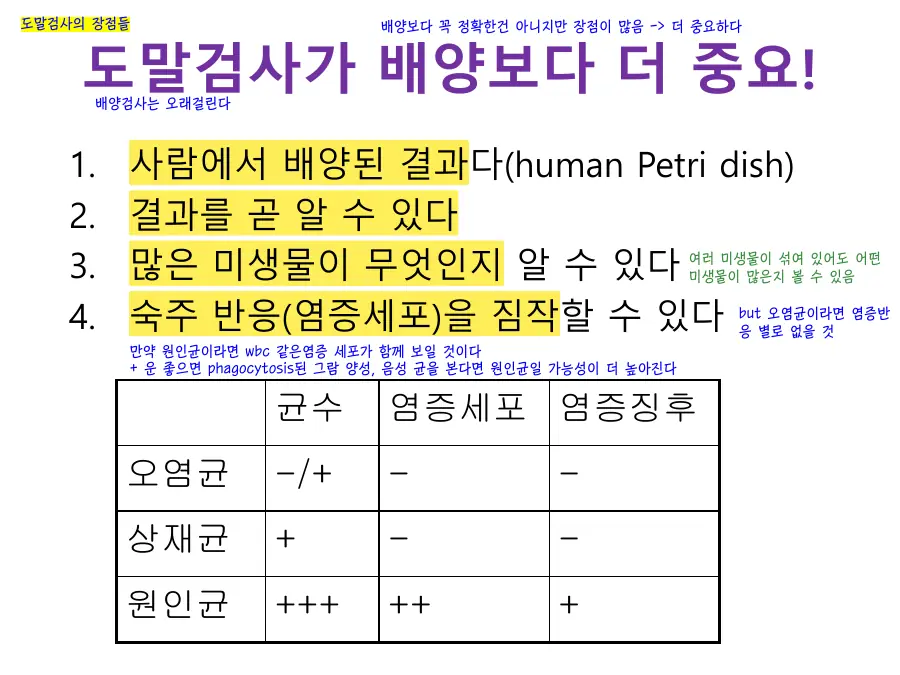 도말검사의 장점들
배양보다 꼭 정확한건 아니지만 장점이 많음 -> 더 중요하다
도말검사가 배양보다 더 중요!
배양검사는 오래걸린다
1. 사람에서 배양된 결과다(human Petri dish)
2. 결과를 곧 알 수 있다
3. 많은 미생물이 무엇인지 알 수 있다
여러 미생물이 섞여 있어도 어떤
미생물이 많은지 볼 수 있음
4. 숙주 반응(염증세포)을 짐작할 수 있다
but 오염균이라면 염증반
응 별로 없을 것
만약 원인균이라면 wbc 같은염증 세포가 함께 보일 것이다
+ 운 좋으면 phagocytosis된 그람 양성, 음성 균을 본다면 원인균일 가능성이 더 높아진다
균수 염증세포 염증징후
오염균 −/+ − −
상재균 + − −
원인균 +++ ++ +